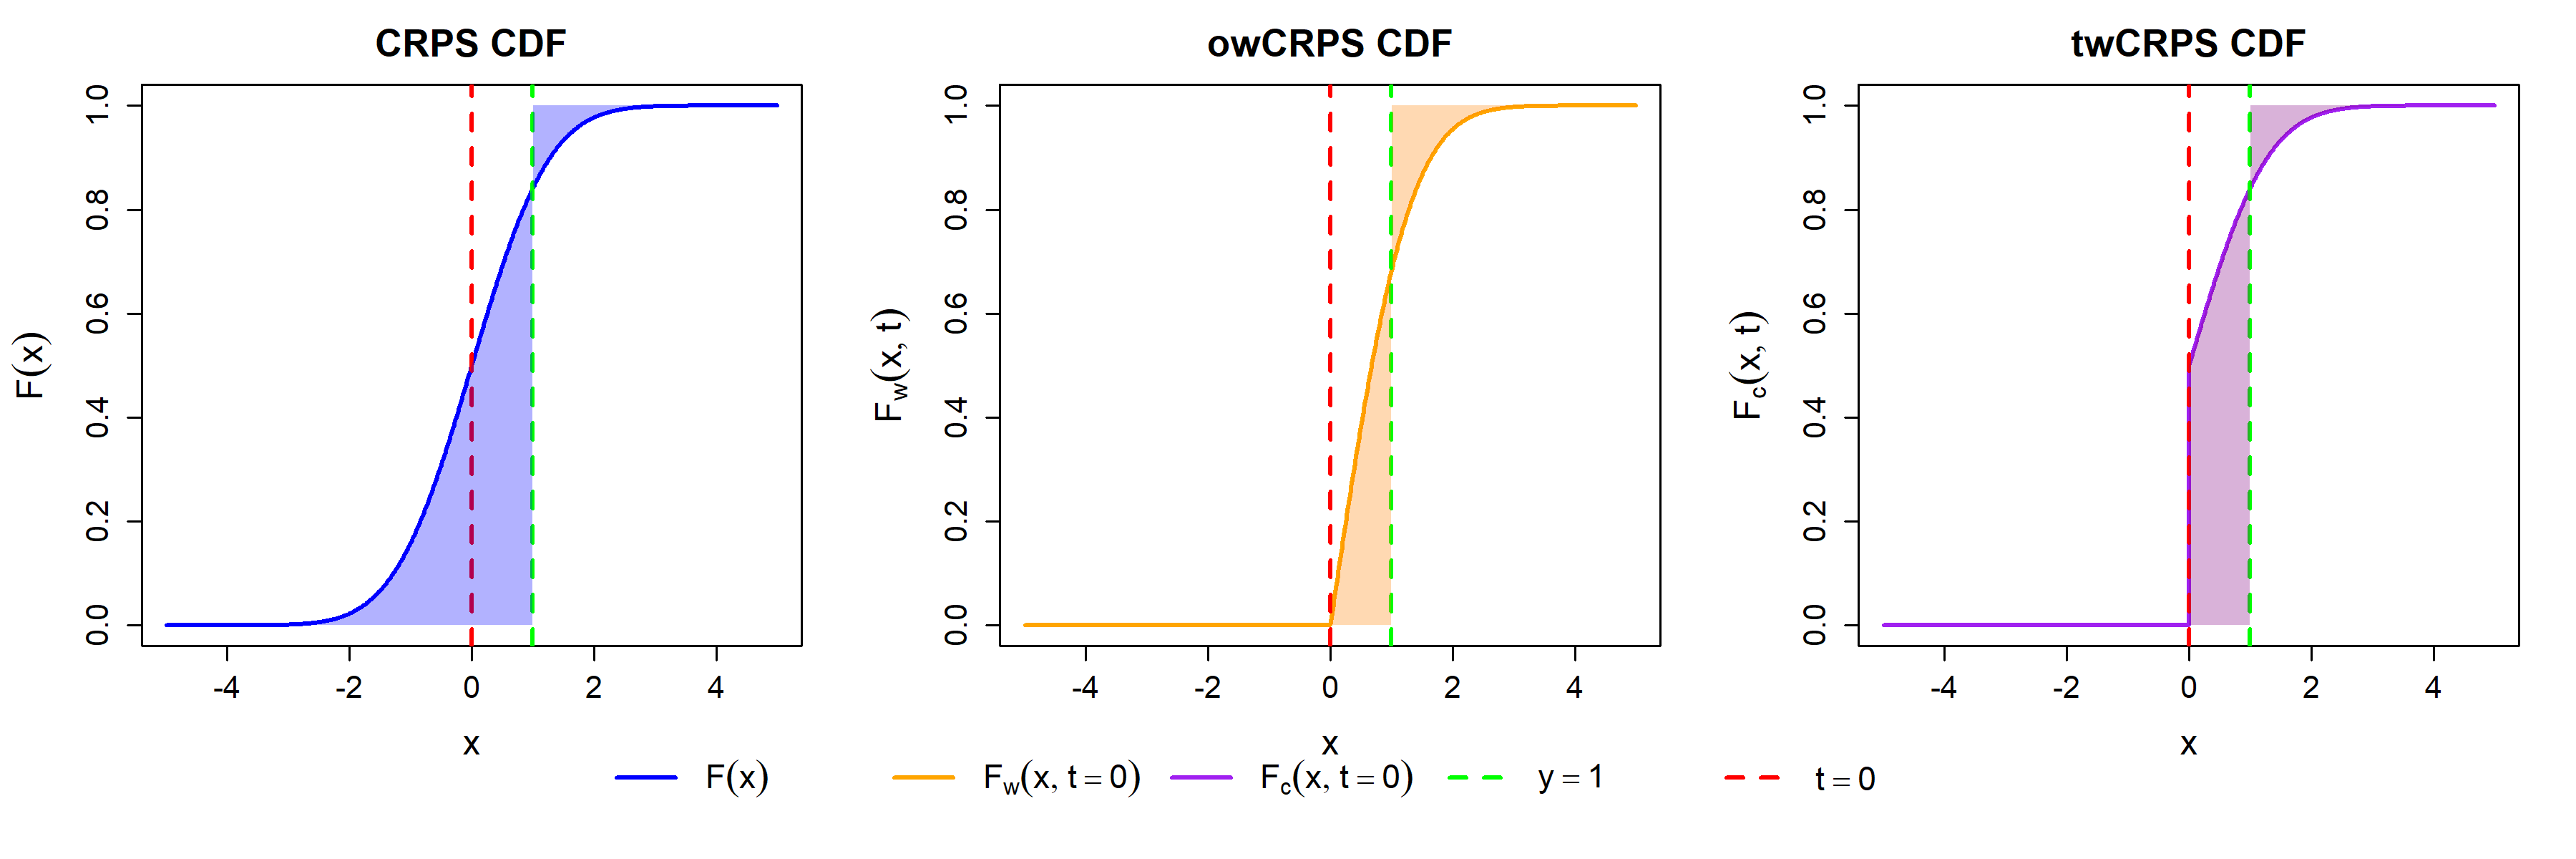 CRPS CDF
F(x)
0.0 0.2 0.4 0.6 0.8 1.0
-4 -2 0 2 4
x
owCRPS CDF
Fw(x, t)
0.0 0.2 0.4 0.6 0.8 1.0
-4 -2 0 2 4
x
twCRPS CDF
Fc(x, t)
0.0 0.2 0.4 0.6 0.8 1.0
-4 -2 0 2 4
x
F(x) Fw(x, t = 0) Fc(x, t = 0) y = 1 t = 0